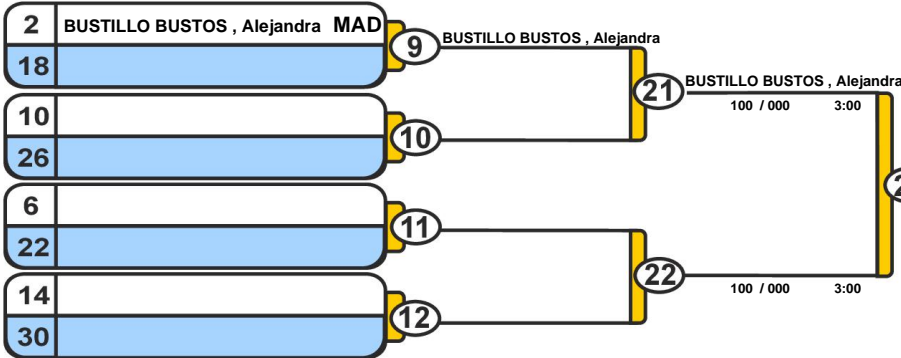 2 BUSTILLO BUSTOS , Alejandra MAD
18
9 BUSTILLO BUSTOS , Alejandra
10
26
10
21 BUSTILLO BUSTOS , Alejandra
100 / 000 3:00
6
22
11
14
30
12
22
100 / 000 3:00